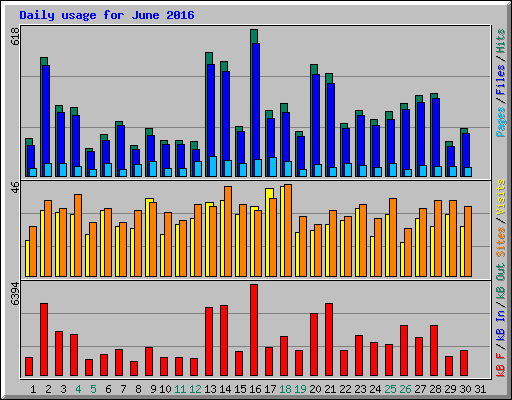 Daily usage for June 2016
618
Pages / Files / Hits
46
Sites / Visits
6394
kB F / kB In / kB Out
1 2 3 4 5 6 7 8 9 10 11 12 13 14 15 16 17 18 19 20 21 22 23 24 25 26 27 28 29 30 31